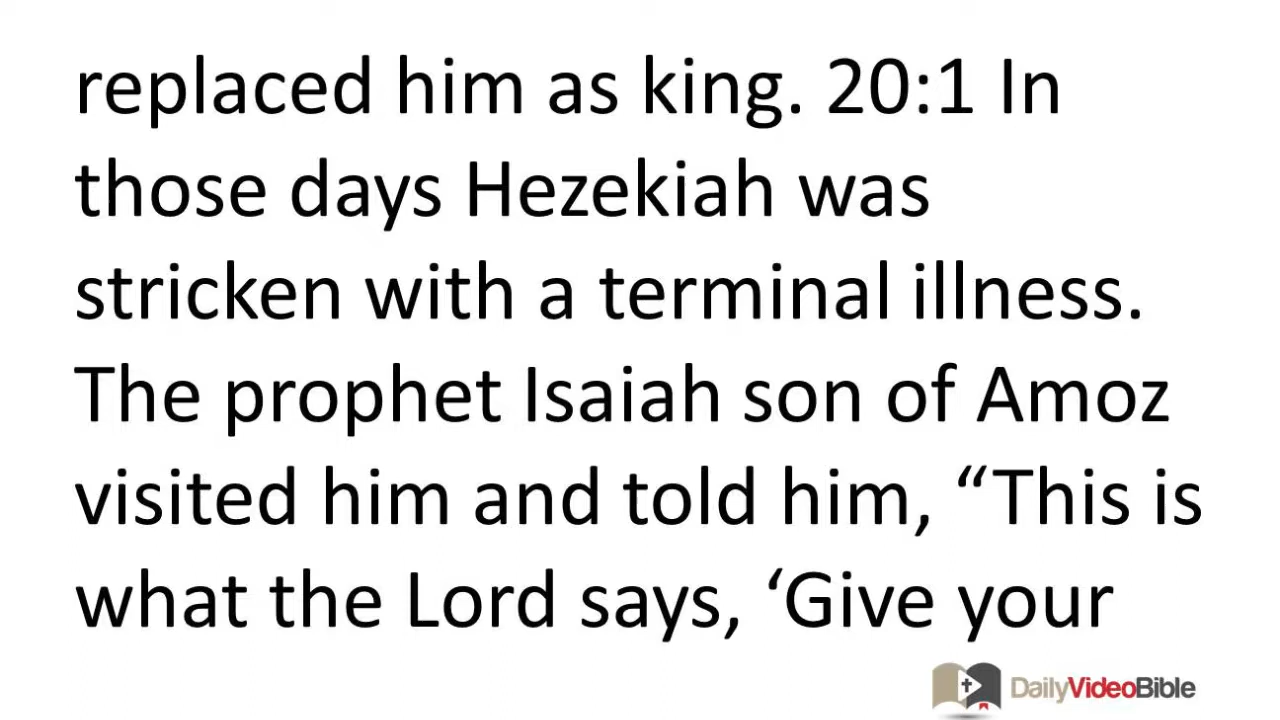 replaced him as king. 20:1 In
those days Hezekiah was
stricken with a terminal illness.
The prophet Isaiah son of Amoz
visited him and told him, “This is
what the Lord says, ‘Give your
DailyVideoBible